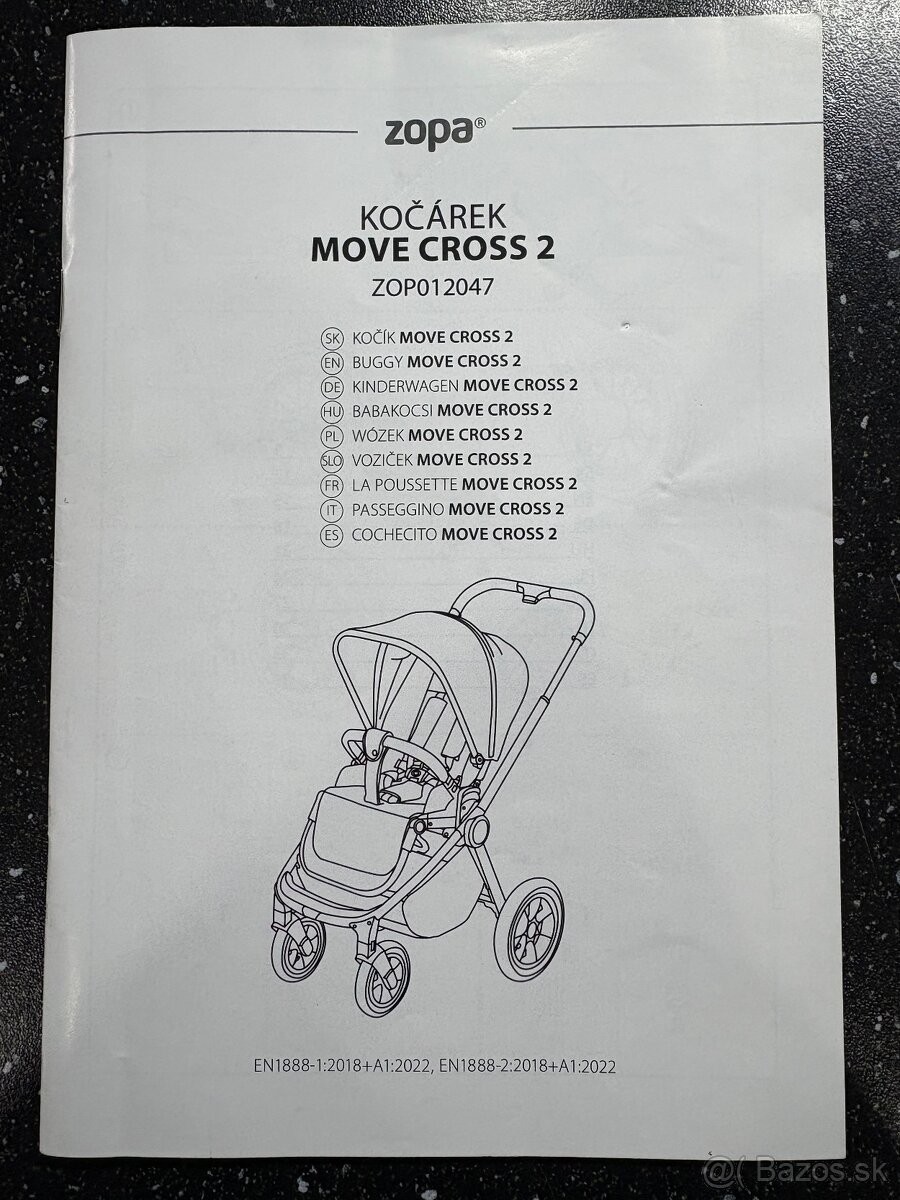 zopa®
KOČÁREK
MOVE CROSS 2
ZOP012047
SK KOČÍK MOVE CROSS 2
EN BUGGY MOVE CROSS 2
DE KINDERWAGEN MOVE CROSS 2
HU BABAKOCSI MOVE CROSS 2
PL WÓZEK MOVE CROSS 2
SLO VOZIČEK MOVE CROSS 2
FR LA POUSSETTE MOVE CROSS 2
IT PASSEGGINO MOVE CROSS 2
ES COCHECITO MOVE CROSS 2
EN1888-1:2018+A1:2022, EN1888-2:2018+A1:2022
@( Bazos.sk